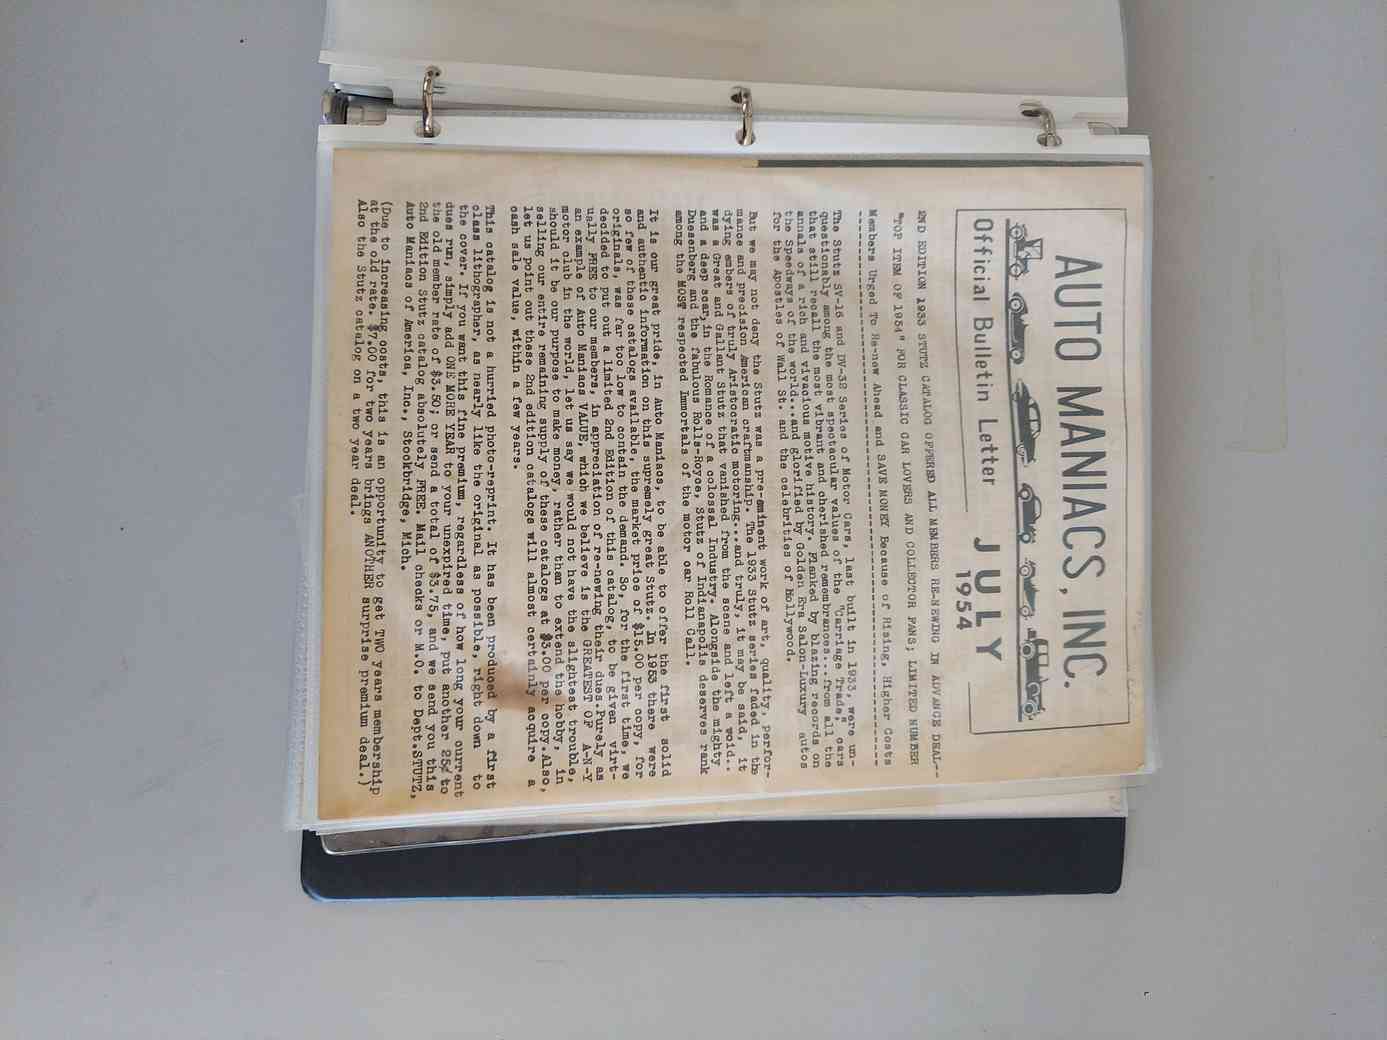 AUTO MANIACS, INC.
Official Bulletin Letter
JULY
1954
2ND EDITION 1933 STUTZ CATALOG OFFERED ALL MEMBERS RE-NEWING IN ADVANCE DEAL--
"TOP ITEM OF 1954" FOR CLASSIC CAR LOVERS AND COLLECTOR FANS; LIMITED NUMBER
Members Urged To Re-new Ahead and SAVE MONEY Because of Rising, Higher Costs
The Stutz SV-16 and DV-32 Series of Motor Cars, last built in 1933, were un-
questionably among the most spectacular values of the "Carriage Trade," cars
that still recall the most vibrant and cherished remembrances...from all the
annals of a rich and vivacious motive history. Flanked by blazing records on
the Speedways of the world...and glorified by Golden Era Salon-Luxury autos
for the Apostles of Wall St. and the celebrities of Hollywood.
But we may not deny the Stutz was a pre-eminent work of art, quality, perfor-
mance and precision American craftmanship. The 1933 Stutz series faded in the
dying embers of truly Aristocratic motoring...and truly, it may be said, it
was a Great and Gallant Stutz that vanished from the scene and left a void..
and a deep scar, in the Romance of a colossal industry. Alongside the mighty
Duesenberg and the fabulous Rolls-Royce, Stutz of Indianapolis deserves rank
among the MOST respected Immortals of the motor car Roll Call.
It is our great pride, in Auto Maniacs, to be able to offer the first solid
and authentic information on this supremely great Stutz. In 1953 there were
so few of these catalogs available, the market price of $15.00 per copy, for
originals, was far too low to contain the demand. So, for the first time, we
decided to put out a limited 2nd Edition of this catalog, to be given virt-
ually FREE to our members, in appreciation of re-newing their dues. Purely as
an example of Auto Maniacs VALUE, which we believe is the GREATEST OF A-N-Y
motor club in the world, let us say we would not have the slightest trouble,
should it be our purpose to make money, rather than to extend the hobby, in
selling our entire remaining supply of these catalogs at $3.00 per copy. Also,
let us point out these 2nd edition catalogs will almost certainly acquire a
cash sale value, within a few years.
This catalog is not a hurried photo-reprint. It has been produced by a first
class lithographer, as nearly like the original as possible, right down to
the cover. If you want this fine premium, regardless of how long your current
dues run, simply add ONE MORE YEAR to your unexpired time, put another 25¢ to
the old member rate of $3.50; or send a total of $3.75, and we send you this
2nd Edition Stutz catalog absolutely FREE. Mail checks or M.O. to Dept.STUTZ,
Auto Maniacs of America, Inc., Stockbridge, Mich.
(Due to increasing costs, this is an opportunity to get TWO years membership
at the old rate. $7.00 for two years brings ANOTHER surprise premium deal.)
Also the Stutz catalog on a two year deal.